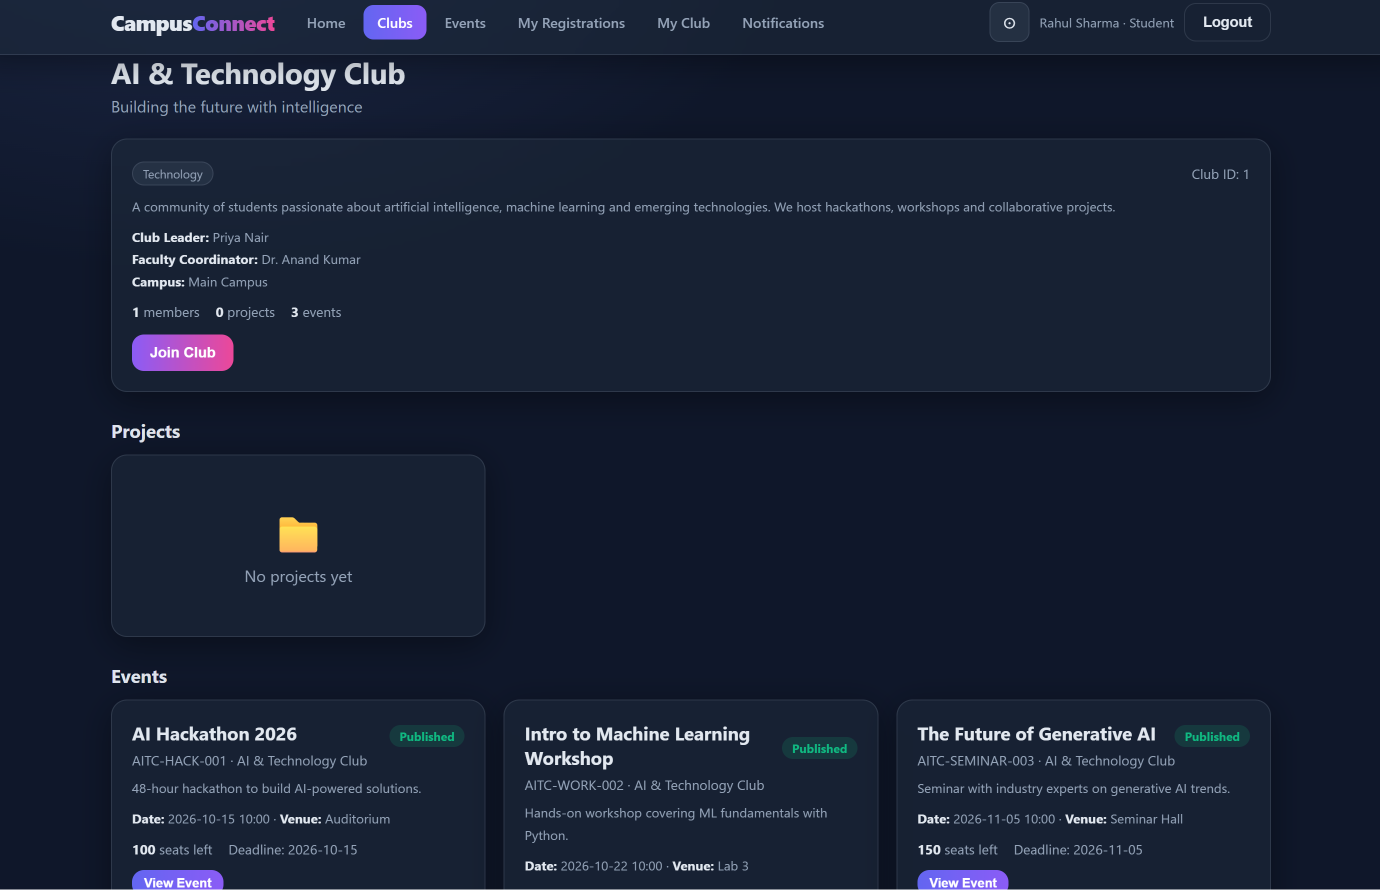 CampusConnect Home Clubs Events My Registrations My Club Notifications Rahul Sharma · Student Logout
AI & Technology Club
Building the future with intelligence
Technology Club ID: 1
A community of students passionate about artificial intelligence, machine learning and emerging technologies. We host hackathons, workshops and collaborative projects.
Club Leader: Priya Nair
Faculty Coordinator: Dr. Anand Kumar
Campus: Main Campus
1 members 0 projects 3 events
Join Club
Projects
No projects yet
Events
AI Hackathon 2026 Published
AITC-HACK-001 · AI & Technology Club
48-hour hackathon to build AI-powered solutions.
Date: 2026-10-15 10:00 · Venue: Auditorium
100 seats left Deadline: 2026-10-15
View Event
Intro to Machine Learning
Workshop
Published
AITC-WORK-002 · AI & Technology Club
Hands-on workshop covering ML fundamentals with
Python.
Date: 2026-10-22 10:00 · Venue: Lab 3
The Future of Generative AI Published
AITC-SEMINAR-003 · AI & Technology Club
Seminar with industry experts on generative AI trends.
Date: 2026-11-05 10:00 · Venue: Seminar Hall
150 seats left Deadline: 2026-11-05
View Event